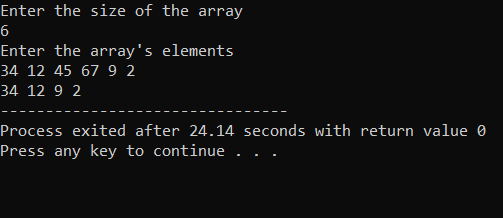 Enter the size of the array
6
Enter the array's elements
34 12 45 67 9 2
34 12 9 2
--------------------------------
Process exited after 24.14 seconds with return value 0
Press any key to continue . . .